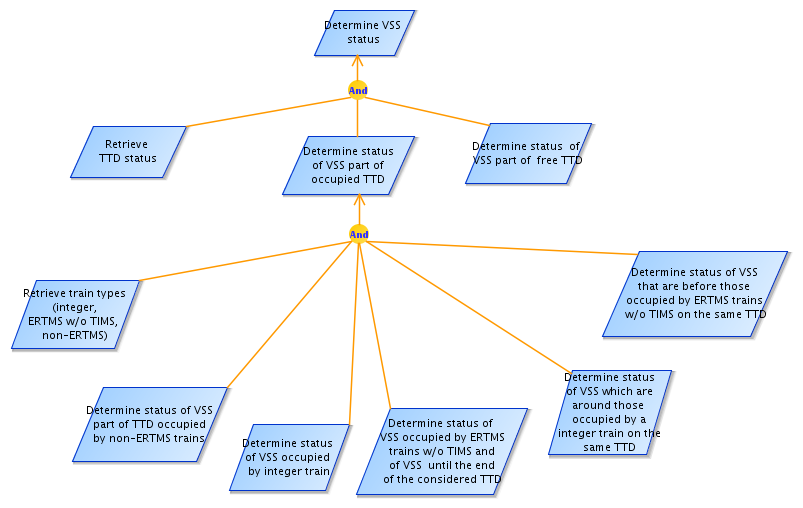 Determine VSS
status
And
Retrieve
TTD status
Determine status
of VSS part of
occupied TTD
Determine status  of
VSS part of  free TTD
And
Retrieve train types
(integer,
ERTMS w/o TIMS,
non-ERTMS)
Determine status of VSS
that are before those
occupied by ERTMS trains
w/o TIMS on the same TTD
Determine status of VSS
part of TTD occupied
by non-ERTMS trains
Determine status
of VSS occupied
by integer train
Determine status of
VSS occupied by ERTMS
trains w/o TIMS and
of VSS  until the end
of the considered TTD
Determine status
of VSS which are
around those
occupied by a
integer train on the
same TTD